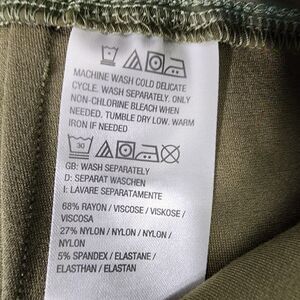 MACHINE WASH COLD DELICATE
CYCLE. WASH SEPARATELY. ONLY
NON-CHLORINE BLEACH WHEN
NEEDED. TUMBLE DRY LOW. WARM
IRON IF NEEDED
30
GB: WASH SEPARATELY
D: SEPARAT WASCHEN
I: LAVARE SEPARATAMENTE
68% RAYON / VISCOSE / VISKOSE /
VISCOSA
27% NYLON / NYLON / NYLON /
NYLON
5% SPANDEX / ELASTANE /
ELASTHAN / ELASTAN